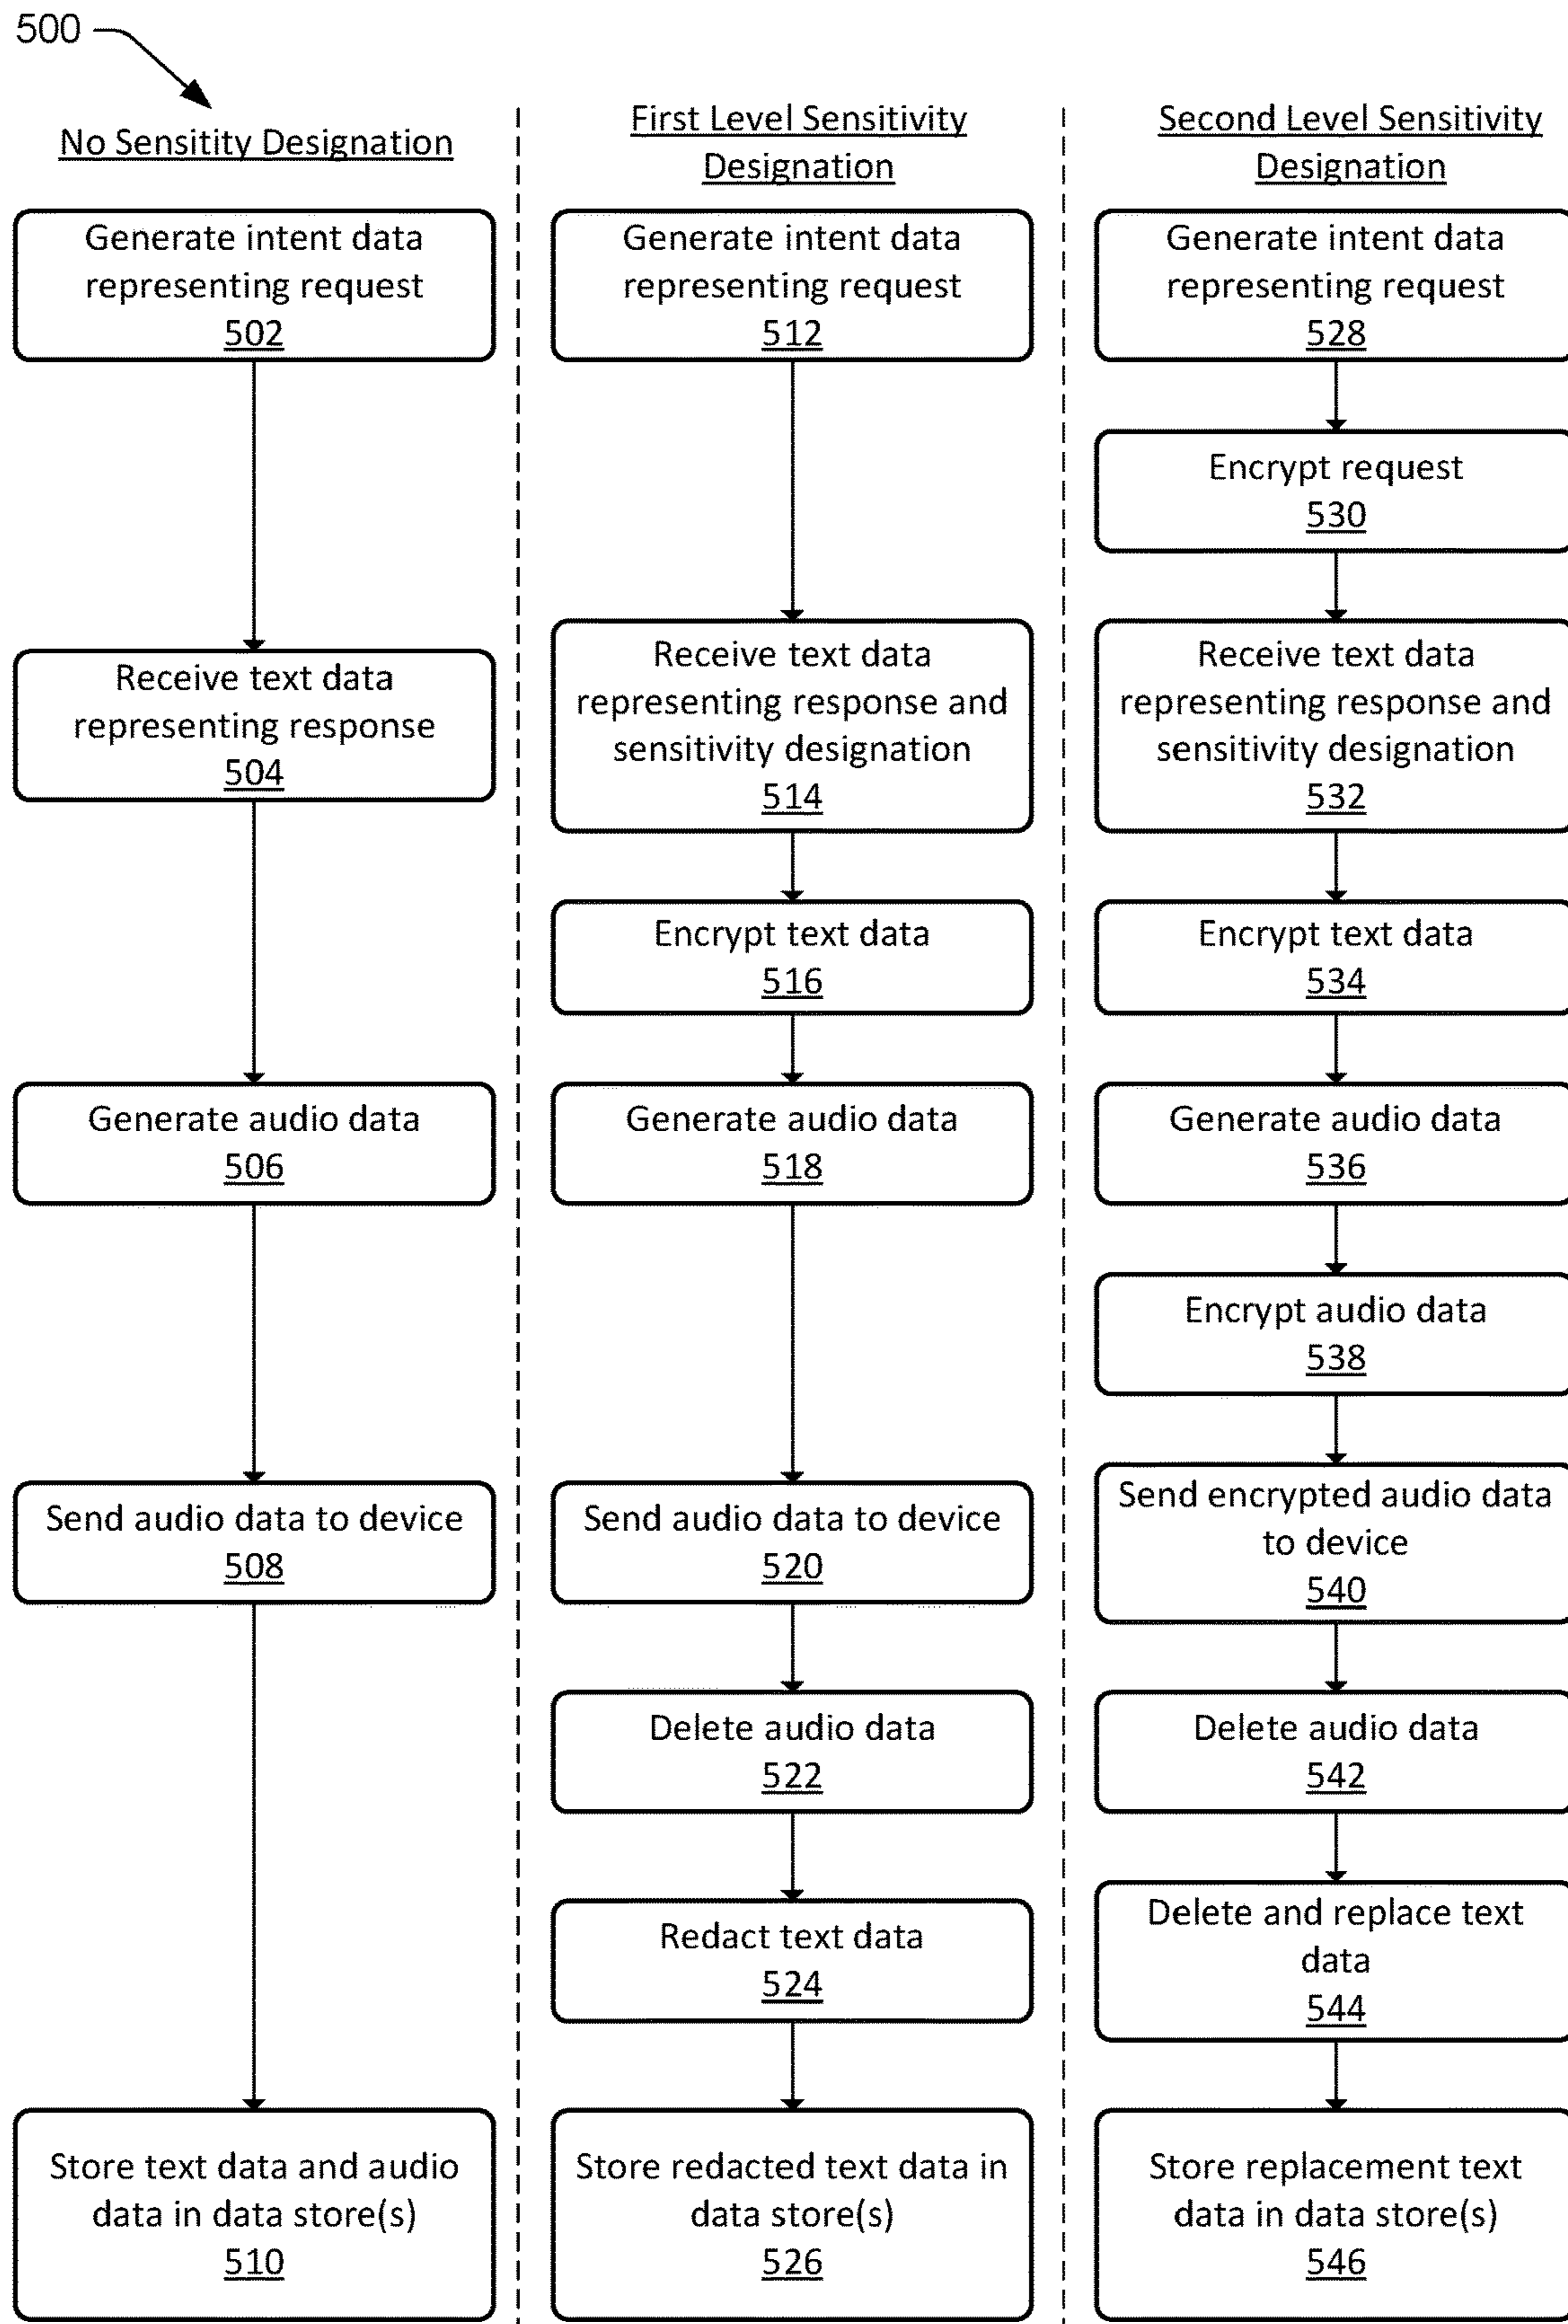 500
No Sensitity Designation
Generate intent data
representing request
502
Receive text data
representing response
504
Generate audio data
506
Send audio data to device
508
Store text data and audio
data in data store(s)
510
First Level Sensitivity
Designation
Generate intent data
representing request
512
Receive text data
representing response and
sensitivity designation
514
Encrypt text data
516
Generate audio data
518
Send audio data to device
520
Delete audio data
522
Redact text data
524
Store redacted text data in
data store(s)
526
Second Level Sensitivity
Designation
Generate intent data
representing request
528
Encrypt request
530
Receive text data
representing response and
sensitivity designation
532
Encrypt text data
534
Generate audio data
536
Encrypt audio data
538
Send encrypted audio data
to device
540
Delete audio data
542
Delete and replace text
data
544
Store replacement text
data in data store(s)
546